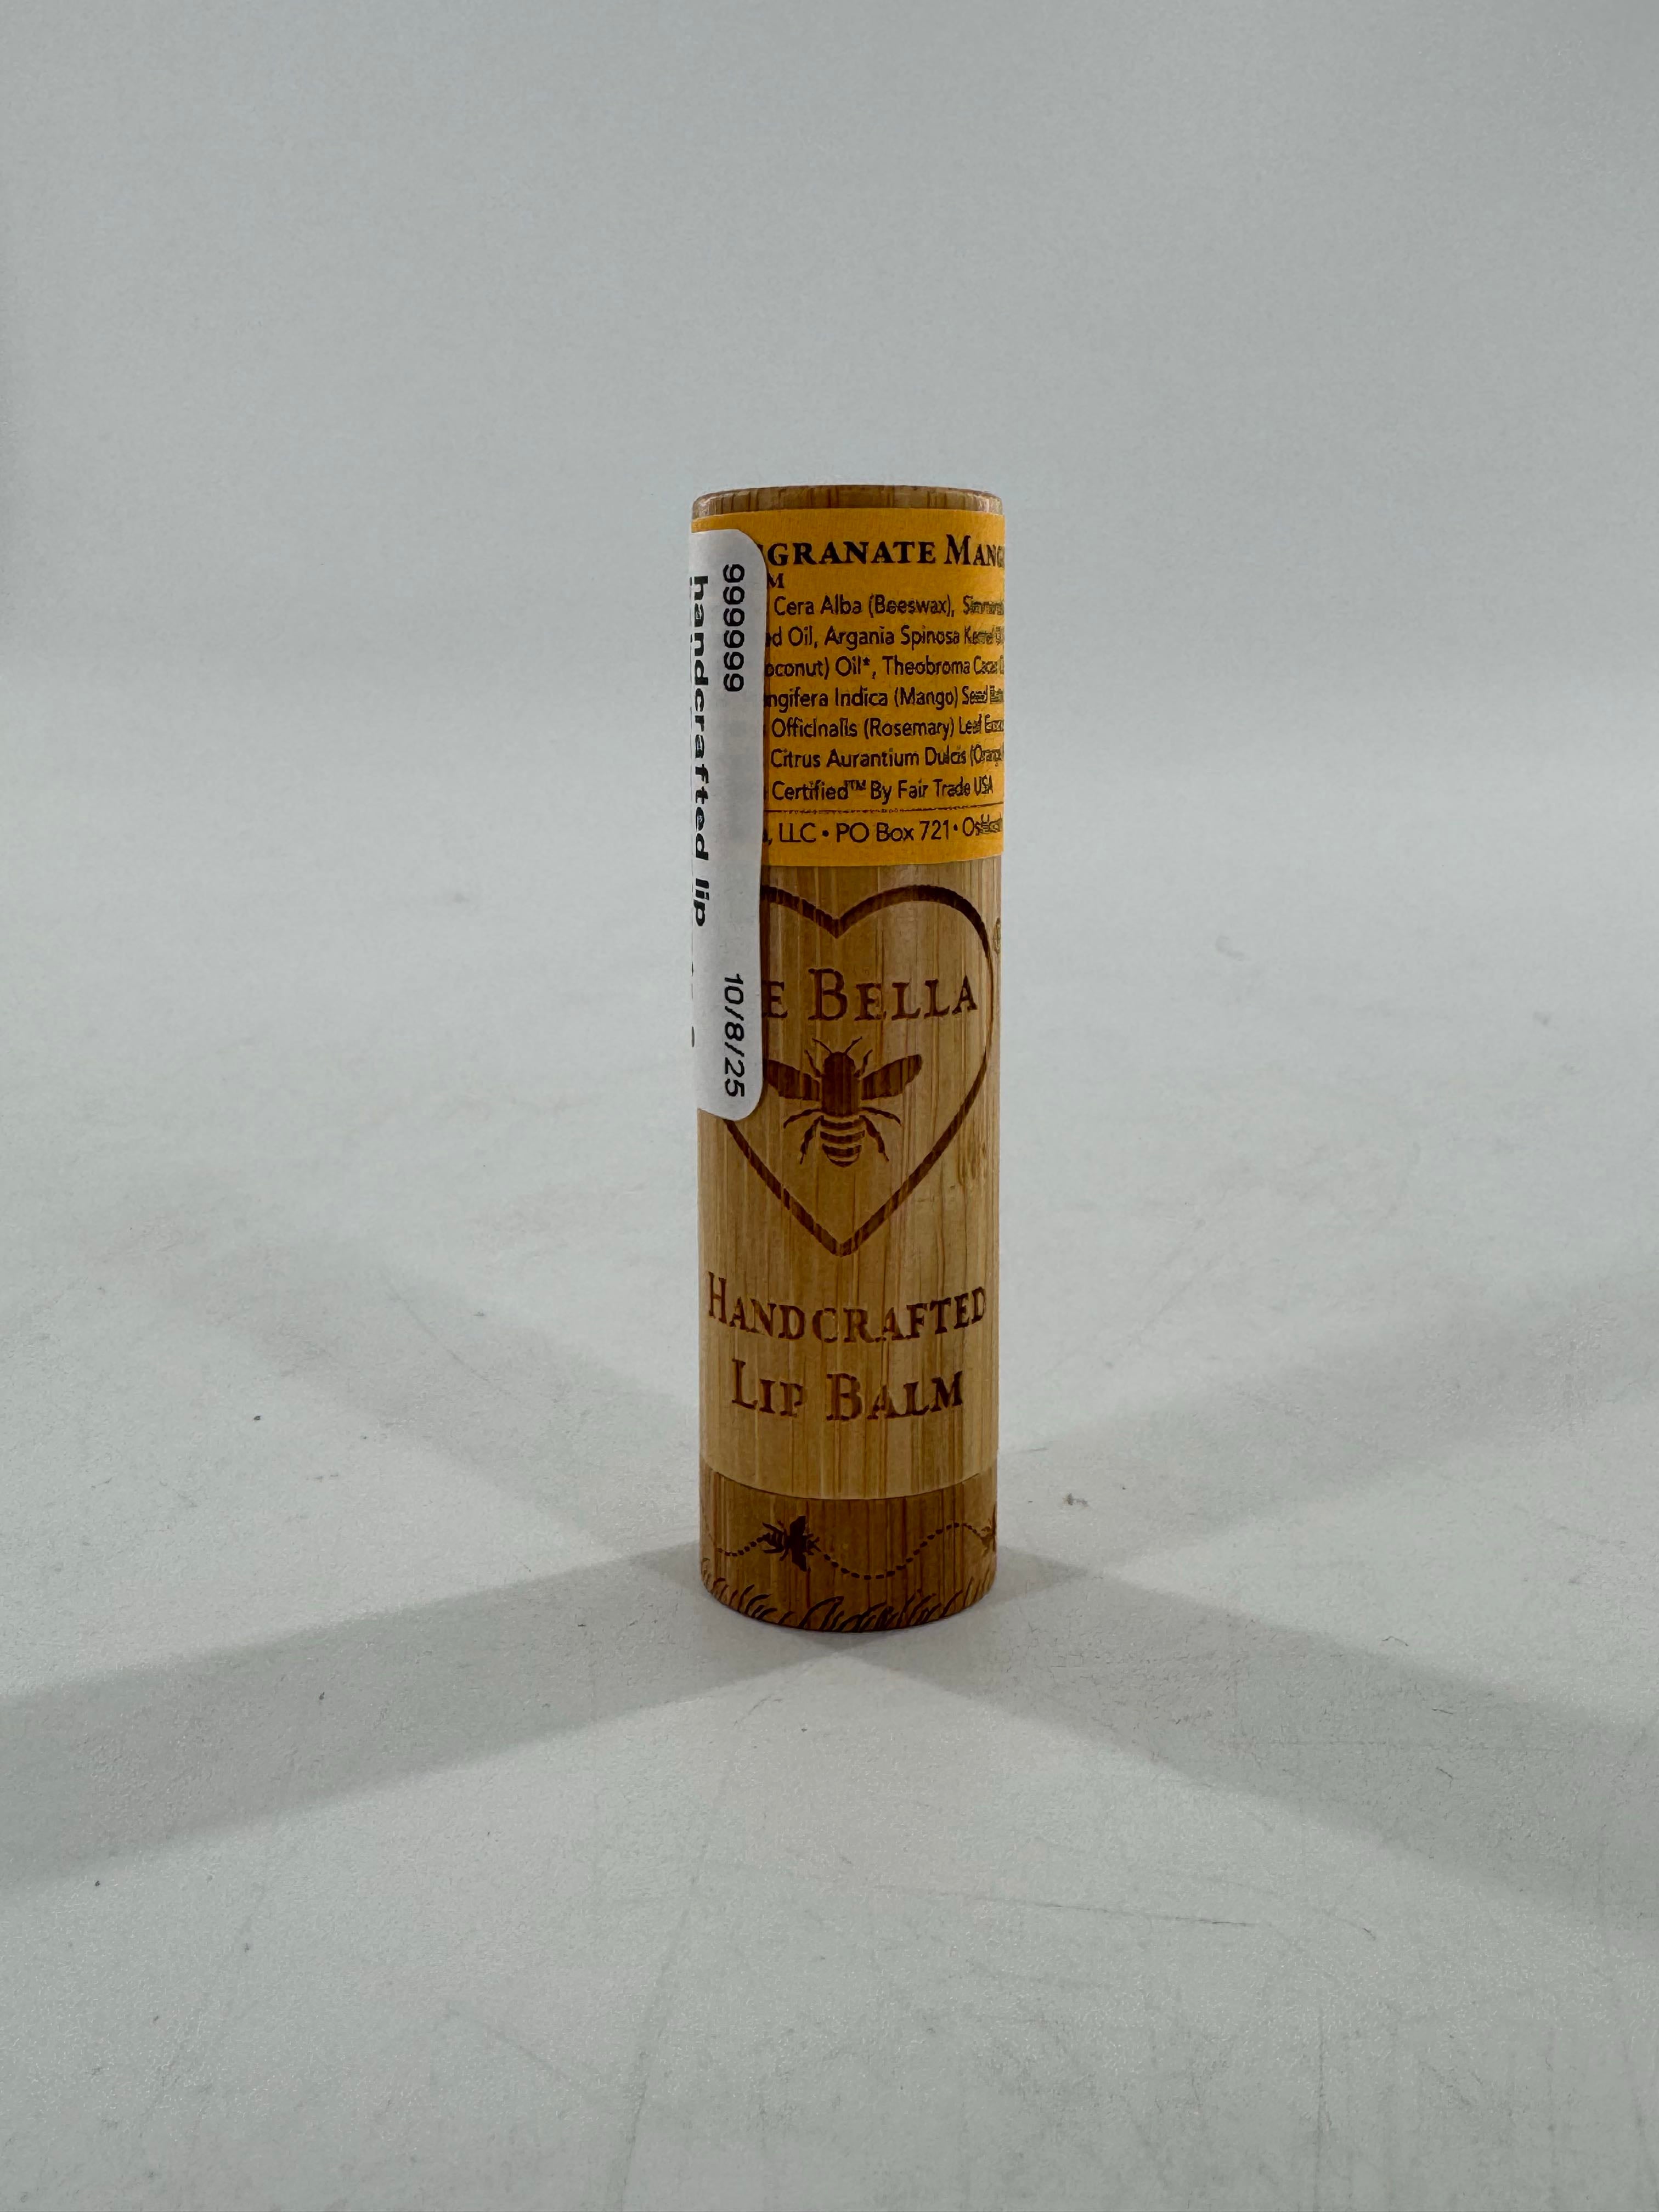 999999 10/8/25
handcrafted lip
GRANATE MANG
M
Cera Alba (Beeswax),
d Oil, Argania Spinosa Kernel
oconut) Oil*, Theobroma Cacao
ngifera Indica (Mango) Seed
Officinalis (Rosemary) Leaf
Citrus Aurantium Dulcis (Orange
Certified™ By Fair Trade USA
, LLC • PO Box 721 •
E BELLA
HANDCRAFTED
LIP BALM